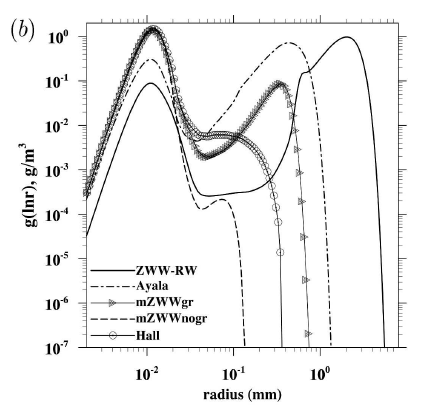 (b)
10^0
10^-1
10^-2
10^-3
10^-4
10^-5
10^-6
10^-7
g(lnr), g/m^3
ZWW-RW
Ayala
mZWWgr
mZWWnogr
Hall
10^-2 10^-1 10^0
radius (mm)